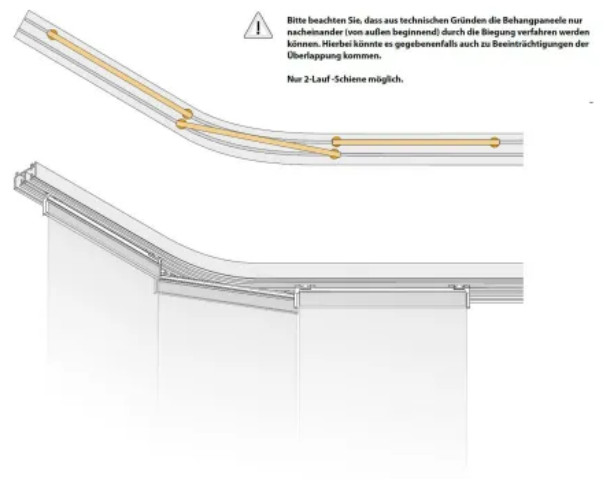 Bitte beachten Sie, dass aus technischen Gründen die Behangpaneele nur
nacheinander (von außen beginnend) durch die Biegung verfahren werden
können. Hierbei könnte es gegebenenfalls auch zu Beeinträchtigungen der
Überlappung kommen.
Nur 2-Lauf -Schiene möglich.